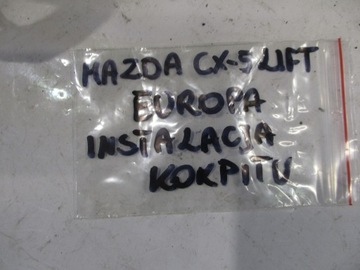 MAZDA CX-5 LIFT
EUROPA
INSTALACJA
KOKPITU